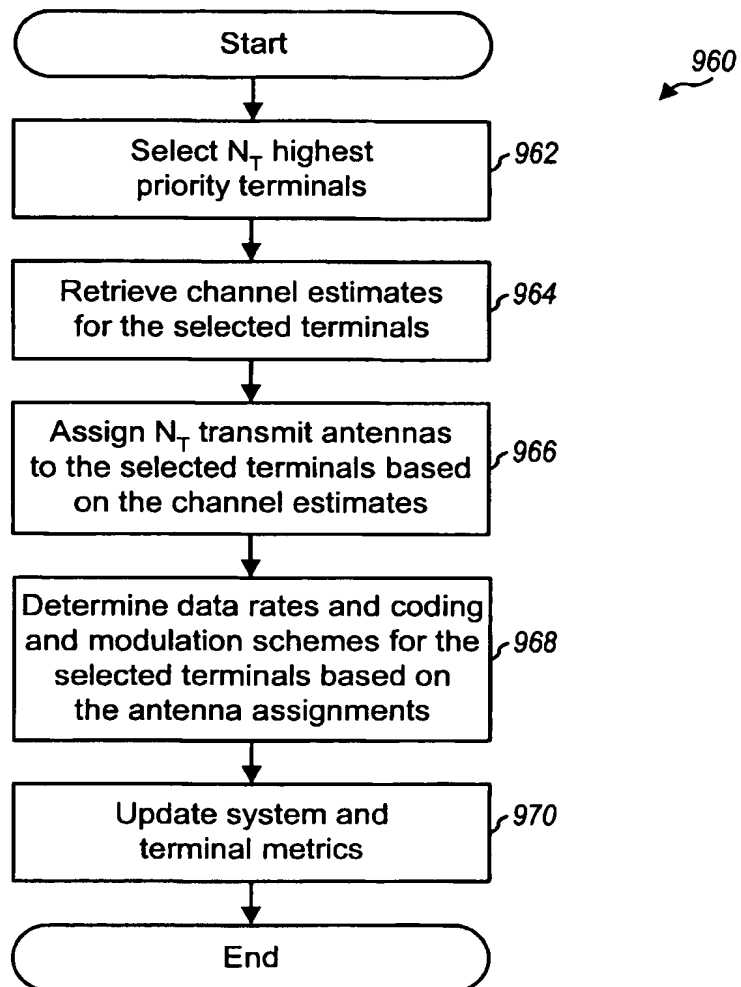 Start
960
Select N_T highest
priority terminals
962
Retrieve channel estimates
for the selected terminals
964
Assign N_T transmit antennas
to the selected terminals based
on the channel estimates
966
Determine data rates and coding
and modulation schemes for the
selected terminals based on
the antenna assignments
968
Update system and
terminal metrics
970
End